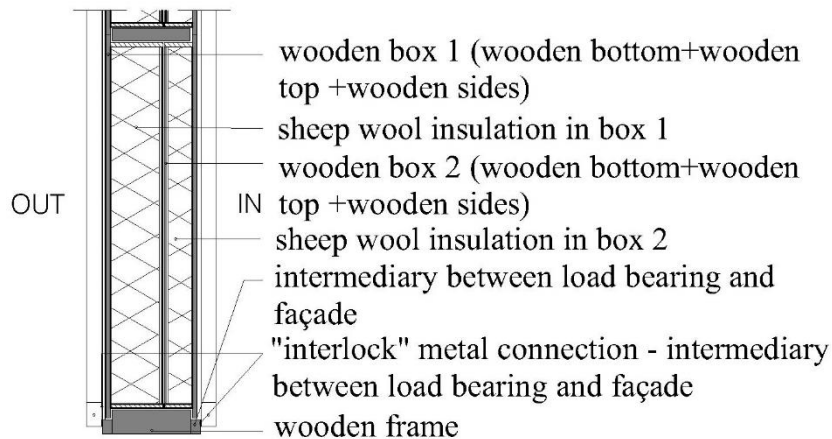 wooden box 1 (wooden bottom+wooden
top +wooden sides)
sheep wool insulation in box 1
wooden box 2 (wooden bottom+wooden
OUT
IN
top +wooden sides)
sheep wool insulation in box 2
intermediary between load bearing and
façade
"interlock" metal connection - intermediary
between load bearing and façade
wooden frame